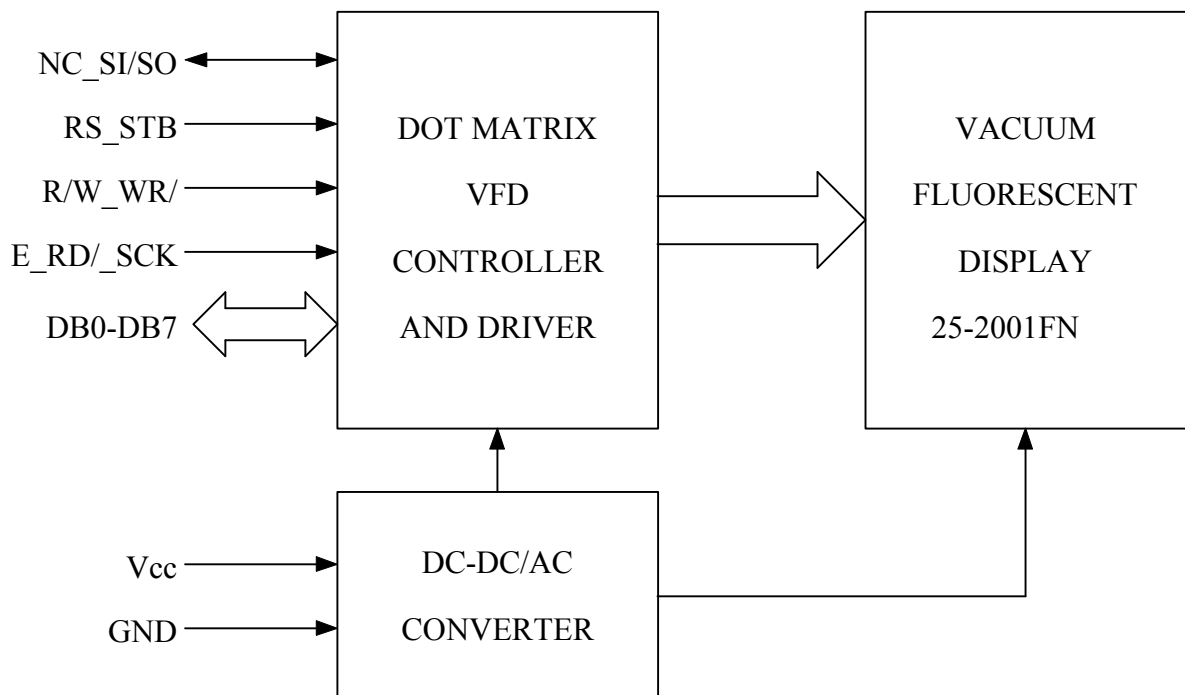 NC_SI/SO
RS_STB
R/W_WR/
E_RD/_SCK
DB0-DB7
DOT MATRIX
VFD
CONTROLLER
AND DRIVER
VACUUM
FLUORESCENT
DISPLAY
25-2001FN
Vcc
GND
DC-DC/AC
CONVERTER